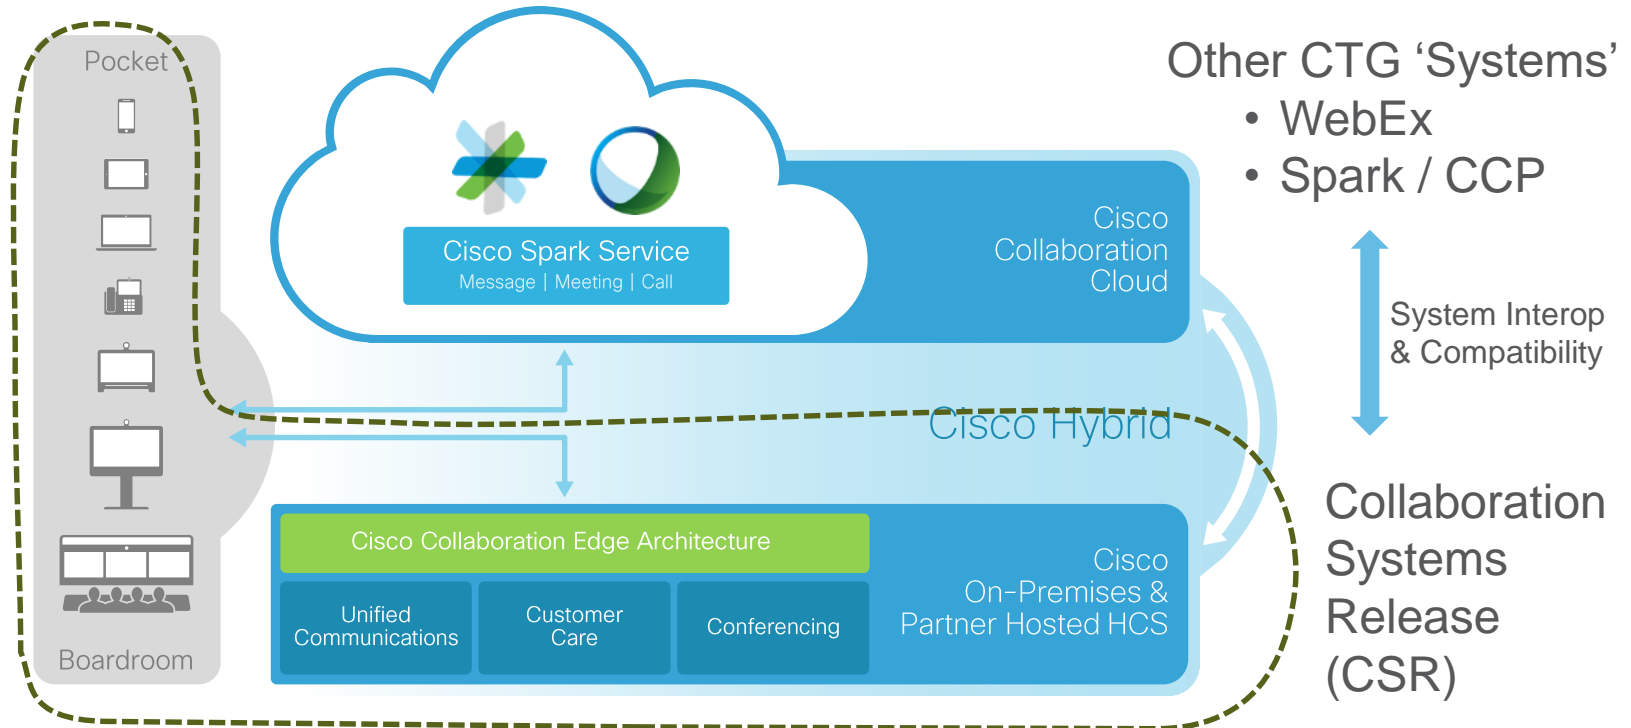 Pocket
Boardroom
Cisco Spark Service
Message | Meeting | Call
Cisco
Collaboration
Cloud
Cisco Hybrid
Cisco Collaboration Edge Architecture
Unified
Communications
Customer
Care
Conferencing
Cisco
On-Premises &
Partner Hosted HCS
Other CTG ‘Systems’
• WebEx
• Spark / CCP
System Interop
& Compatibility
Collaboration
Systems
Release
(CSR)